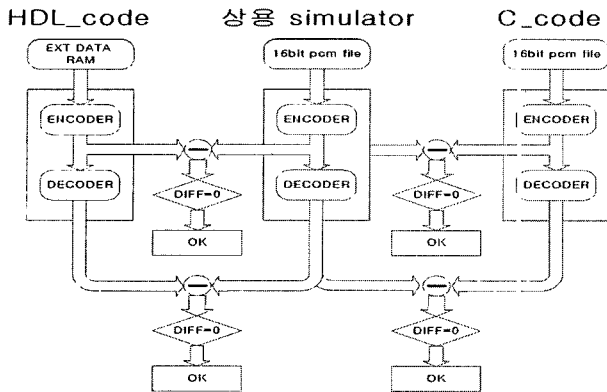 HDL_code 상용 simulator C_code
EXT DATA
RAM
16bit pcm file
16bit pcm file
ENCODER
ENCODER
ENCODER
DECODER
DECODER
DECODER
DIFF=0
DIFF=0
OK
OK
DIFF=0
DIFF=0
OK
OK